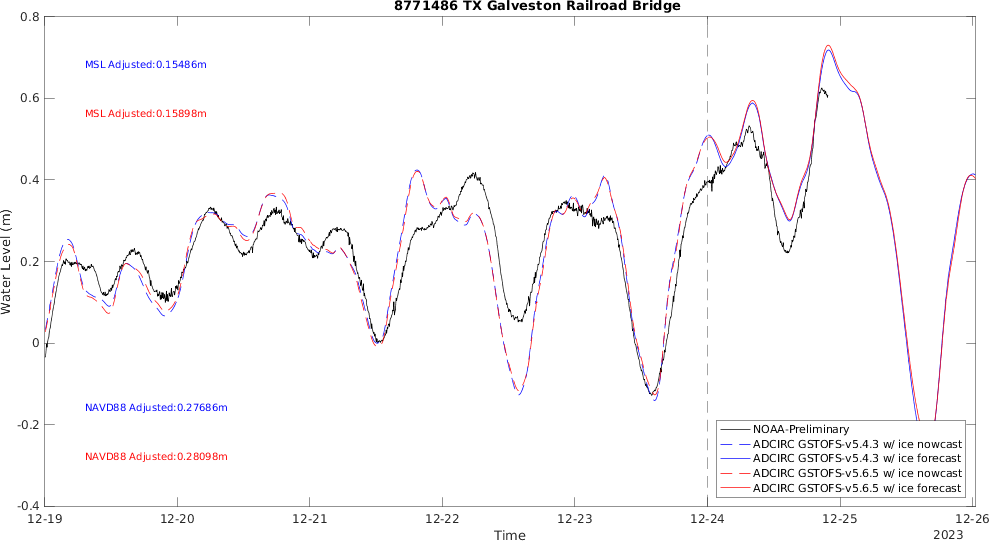 8771486 TX Galveston Railroad Bridge
0.8
0.6
0.4
0.2
0
-0.2
-0.4
Water Level (m)
MSL Adjusted:0.15486m
MSL Adjusted:0.15898m
NAVD88 Adjusted:0.27686m
NAVD88 Adjusted:0.28098m
NOAA-Preliminary
ADCIRC GSTOFS-v5.4.3 w/ ice nowcast
ADCIRC GSTOFS-v5.4.3 w/ ice forecast
ADCIRC GSTOFS-v5.6.5 w/ ice nowcast
ADCIRC GSTOFS-v5.6.5 w/ ice forecast
12-19 12-20 12-21 12-22 12-23 12-24 12-25 12-26
Time
2023